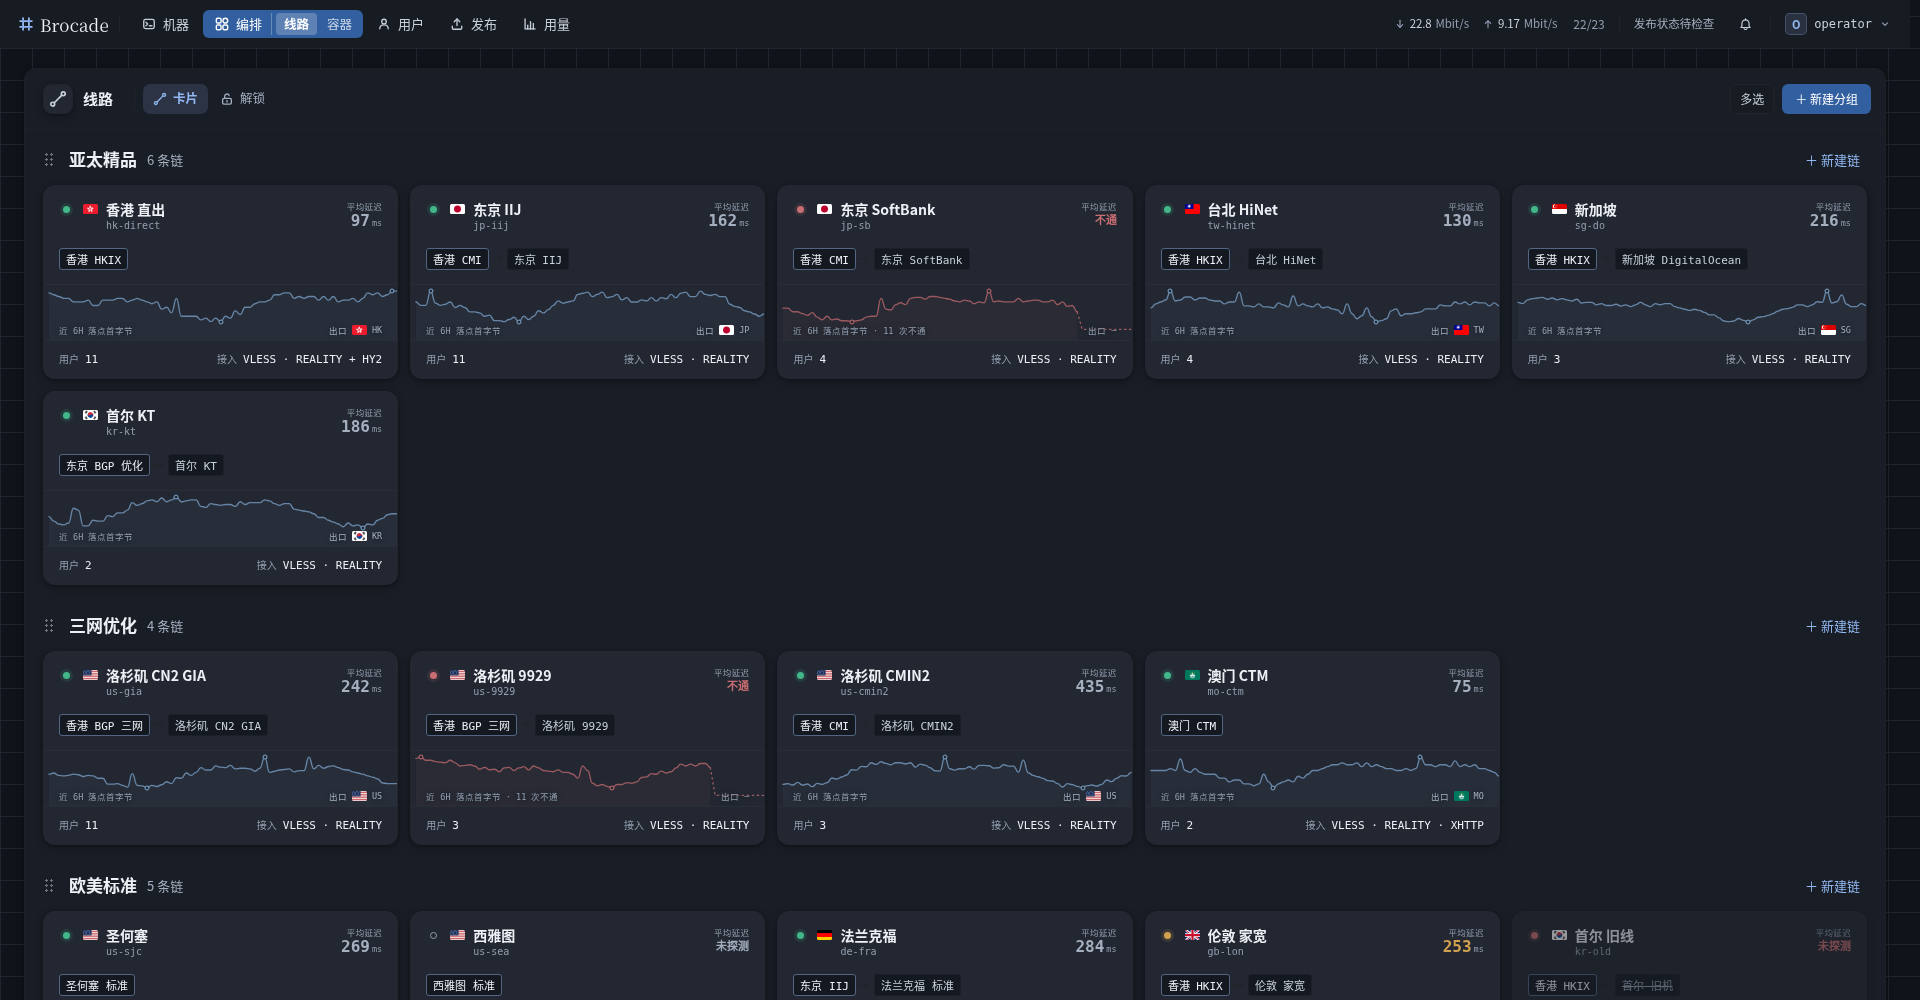 Brocade 机器 编排 线路 容器 用户 发布 用量 ↓ 22.8 Mbit/s ↑ 9.17 Mbit/s 22/23 发布状态待检查 O operator
线路 卡片 解锁 多选 + 新建分组
亚太精品 6 条链 + 新建链
香港 直出 平均延迟
hk-direct 97 ms
香港 HKIX
近 6H 落点首字节 出口 HK
用户 11 接入 VLESS · REALITY + HY2
东京 IIJ 平均延迟
jp-iij 162 ms
香港 CMI 东京 IIJ
近 6H 落点首字节 出口 JP
用户 11 接入 VLESS · REALITY
东京 SoftBank 平均延迟
jp-sb 不通
香港 CMI 东京 SoftBank
近 6H 落点首字节 · 11 次不通 出口 —
用户 4 接入 VLESS · REALITY
台北 HiNet 平均延迟
tw-hinet 130 ms
香港 HKIX 台北 HiNet
近 6H 落点首字节 出口 TW
用户 4 接入 VLESS · REALITY
新加坡 平均延迟
sg-do 216 ms
香港 HKIX 新加坡 DigitalOcean
近 6H 落点首字节 出口 SG
用户 3 接入 VLESS · REALITY
首尔 KT 平均延迟
kr-kt 186 ms
东京 BGP 优化 首尔 KT
近 6H 落点首字节 出口 KR
用户 2 接入 VLESS · REALITY
三网优化 4 条链 + 新建链
洛杉矶 CN2 GIA 平均延迟
us-gia 242 ms
香港 BGP 三网 洛杉矶 CN2 GIA
近 6H 落点首字节 出口 US
用户 11 接入 VLESS · REALITY
洛杉矶 9929 平均延迟
us-9929 不通
香港 BGP 三网 洛杉矶 9929
近 6H 落点首字节 · 11 次不通 出口 —
用户 3 接入 VLESS · REALITY
洛杉矶 CMIN2 平均延迟
us-cmin2 435 ms
香港 CMI 洛杉矶 CMIN2
近 6H 落点首字节 出口 US
用户 3 接入 VLESS · REALITY
澳门 CTM 平均延迟
mo-ctm 75 ms
澳门 CTM
近 6H 落点首字节 出口 MO
用户 2 接入 VLESS · REALITY · XHTTP
欧美标准 5 条链 + 新建链
圣何塞 平均延迟
us-sjc 269 ms
圣何塞 标准
西雅图 平均延迟
us-sea 未探测
西雅图 标准
法兰克福 平均延迟
de-fra 284 ms
东京 IIJ 法兰克福 标准
伦敦 家宽 平均延迟
gb-lon 253 ms
香港 HKIX 伦敦 家宽
首尔 旧线 平均延迟
kr-old 未探测
香港 HKIX 首尔 旧机